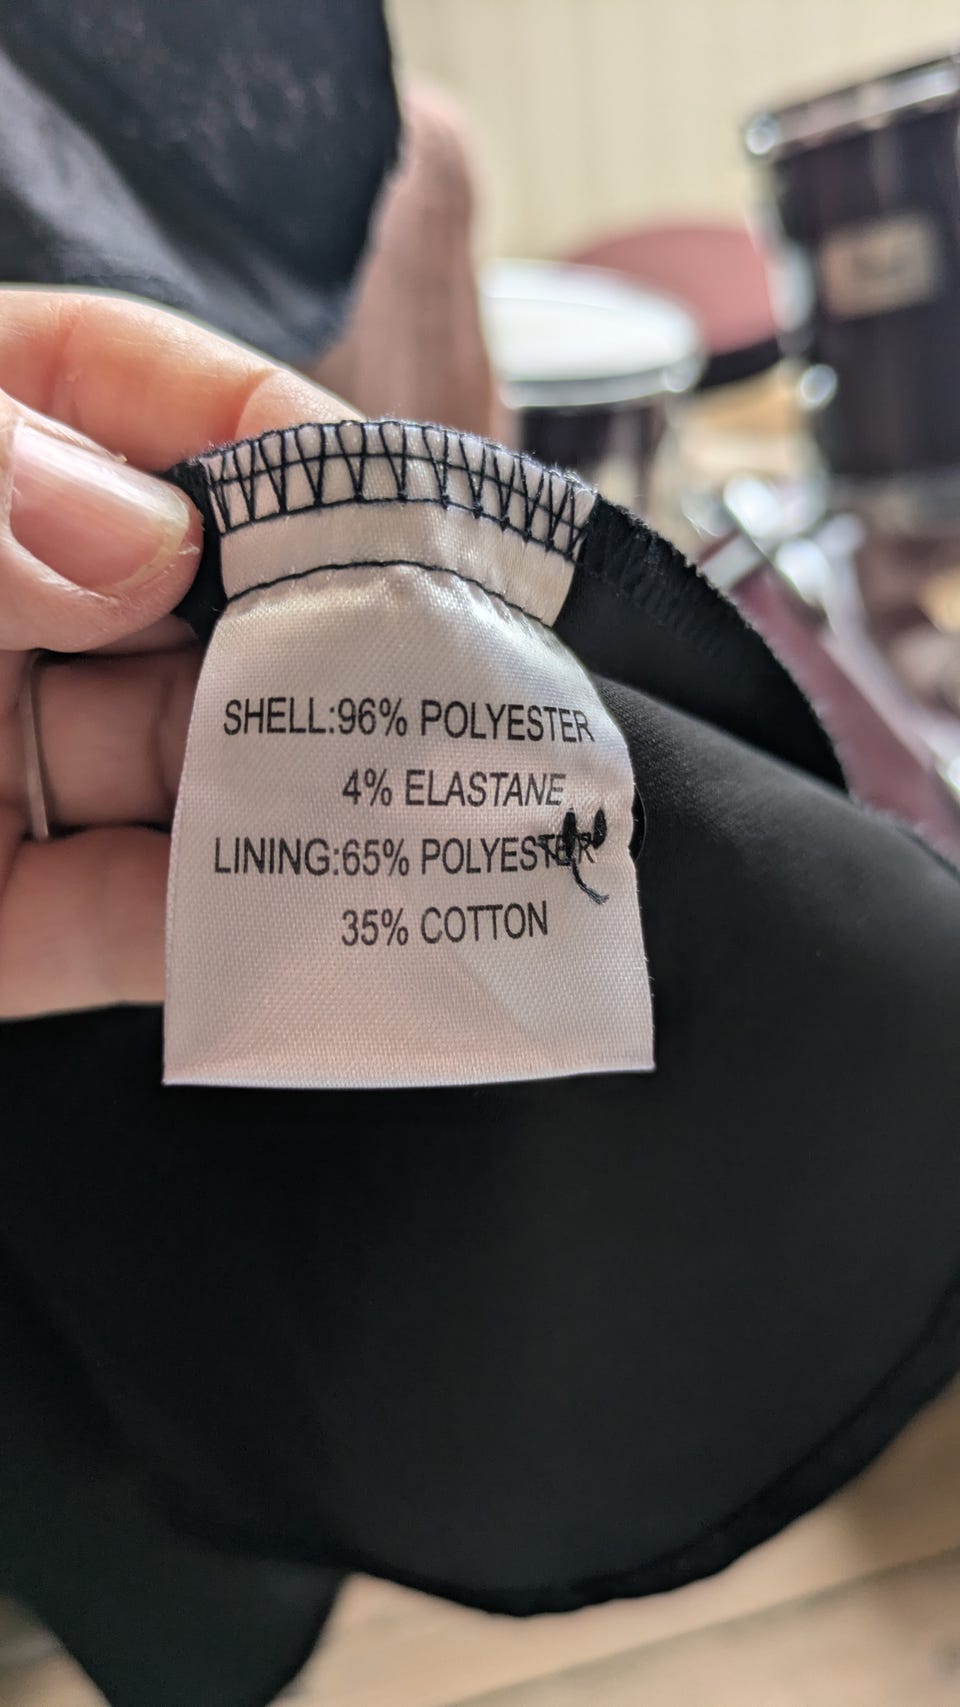 SHELL:96% POLYESTER
4% ELASTANE
LINING:65% POLYESTER
35% COTTON